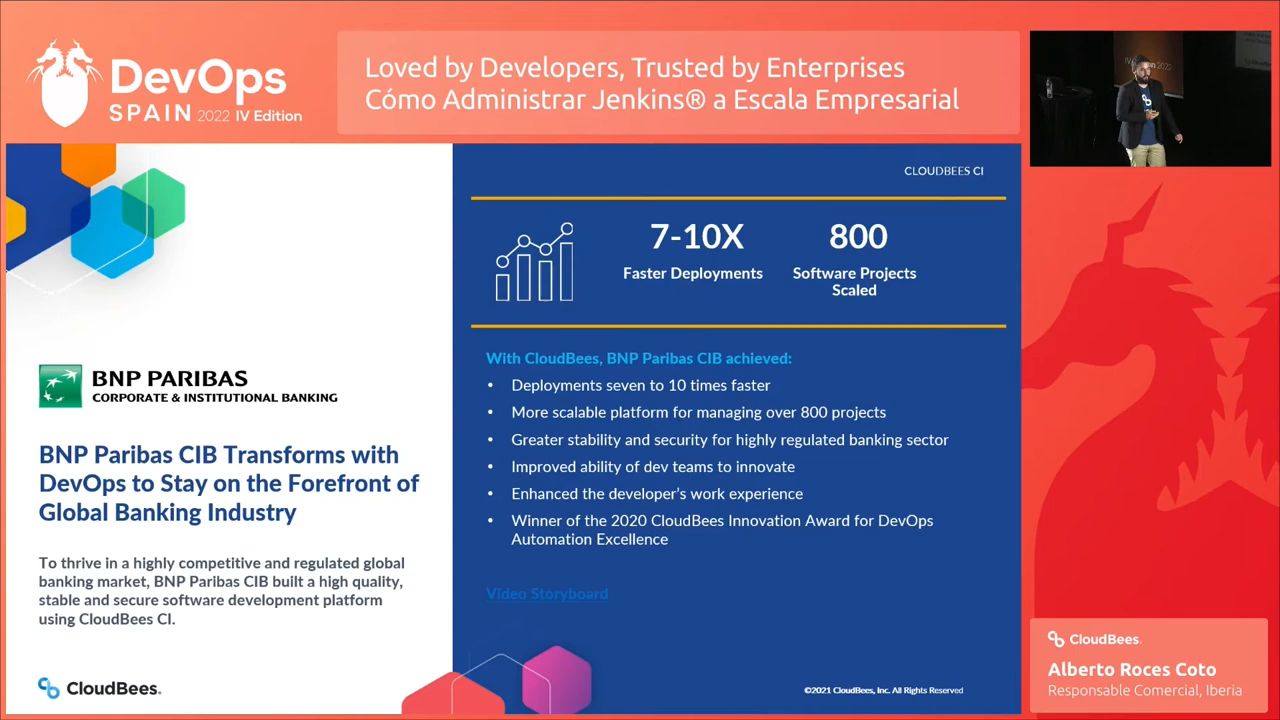 DevOps
SPAIN 2022 IV Edition
Loved by Developers, Trusted by Enterprises
Cómo Administrar Jenkins® a Escala Empresarial
CLOUDBEES CI
7-10X
Faster Deployments
800
Software Projects
Scaled
BNP PARIBAS
CORPORATE & INSTITUTIONAL BANKING
BNP Paribas CIB Transforms with
DevOps to Stay on the Forefront of
Global Banking Industry
To thrive in a highly competitive and regulated global
banking market, BNP Paribas CIB built a high quality,
stable and secure software development platform
using CloudBees CI.
CloudBees.
With CloudBees, BNP Paribas CIB achieved:
• Deployments seven to 10 times faster
• More scalable platform for managing over 800 projects
• Greater stability and security for highly regulated banking sector
• Improved ability of dev teams to innovate
• Enhanced the developer's work experience
• Winner of the 2020 CloudBees Innovation Award for DevOps
Automation Excellence
Video Storyboard
©2021 CloudBees, Inc. All Rights Reserved
CloudBees.
Alberto Roces Coto
Responsable Comercial, Iberia